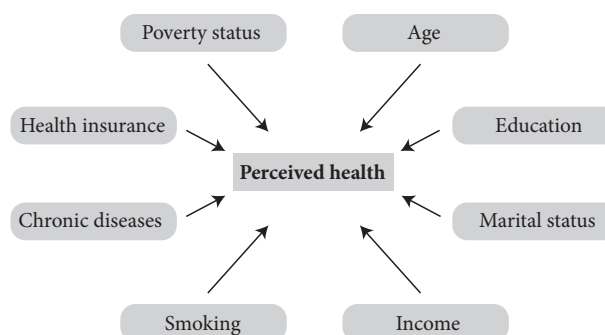 Poverty status
Age
Health insurance
Education
Perceived health
Chronic diseases
Marital status
Smoking
Income